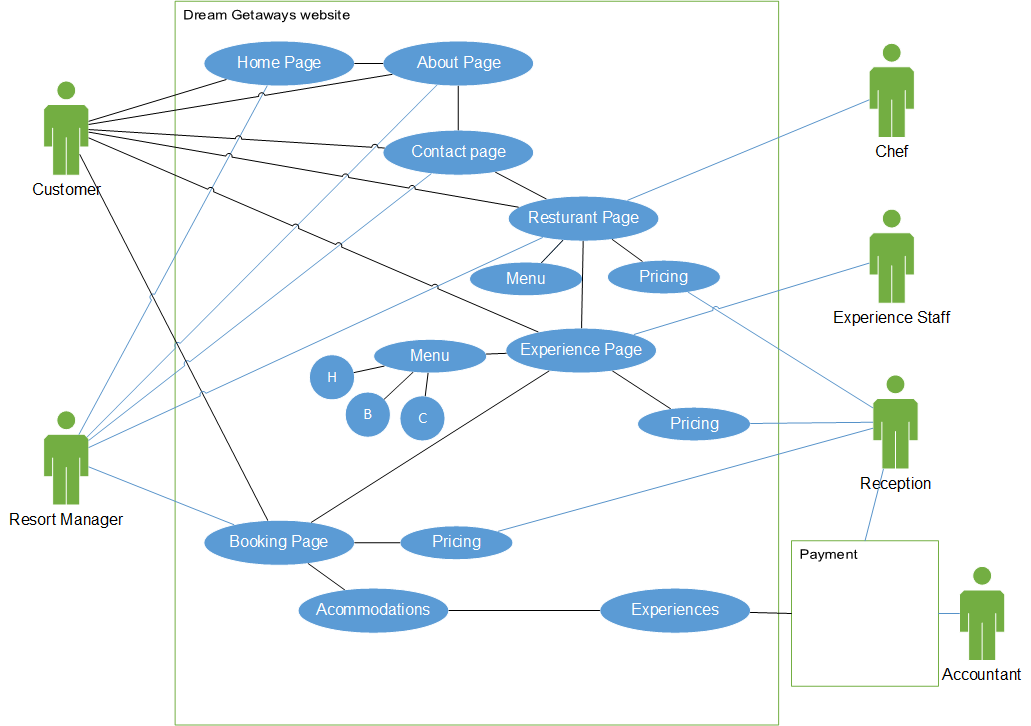 Dream Getaways website
Home Page
About Page
Customer
Contact page
Chef
Resturant Page
Menu
Pricing
Experience Staff
Experience Page
Menu
H
B
C
Pricing
Reception
Resort Manager
Booking Page
Pricing
Payment
Acommodations
Experiences
Accountant